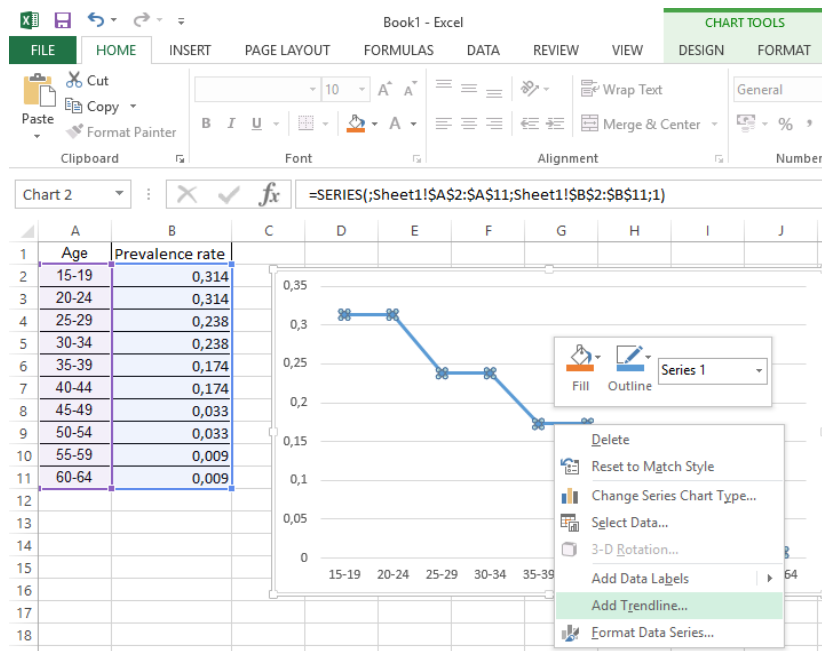 Book1 - Excel
CHART TOOLS
FILE HOME INSERT PAGE LAYOUT FORMULAS DATA REVIEW VIEW DESIGN FORMAT
Cut
Copy
Format Painter
Paste
10 A A
B I U A
Wrap Text
Merge & Center
General
%
Clipboard Font Alignment Number
Chart 2 fx =SERIES(;Sheet1!$A$2:$A$11;Sheet1!$B$2:$B$11;1)
A B C D E F G H I J
1 Age Prevalence rate
2 15-19 0,314
3 20-24 0,314
4 25-29 0,238
5 30-34 0,238
6 35-39 0,174
7 40-44 0,174
8 45-49 0,033
9 50-54 0,033
10 55-59 0,009
11 60-64 0,009
12
13
14
15
16
17
18
0,35
0,3
0,25
0,2
0,15
0,1
0,05
0
15-19 20-24 25-29 30-34 35-39 64
Fill Outline Series 1
Delete
Reset to Match Style
Change Series Chart Type...
Select Data...
3-D Rotation...
Add Data Labels
Add Trendline...
Format Data Series...